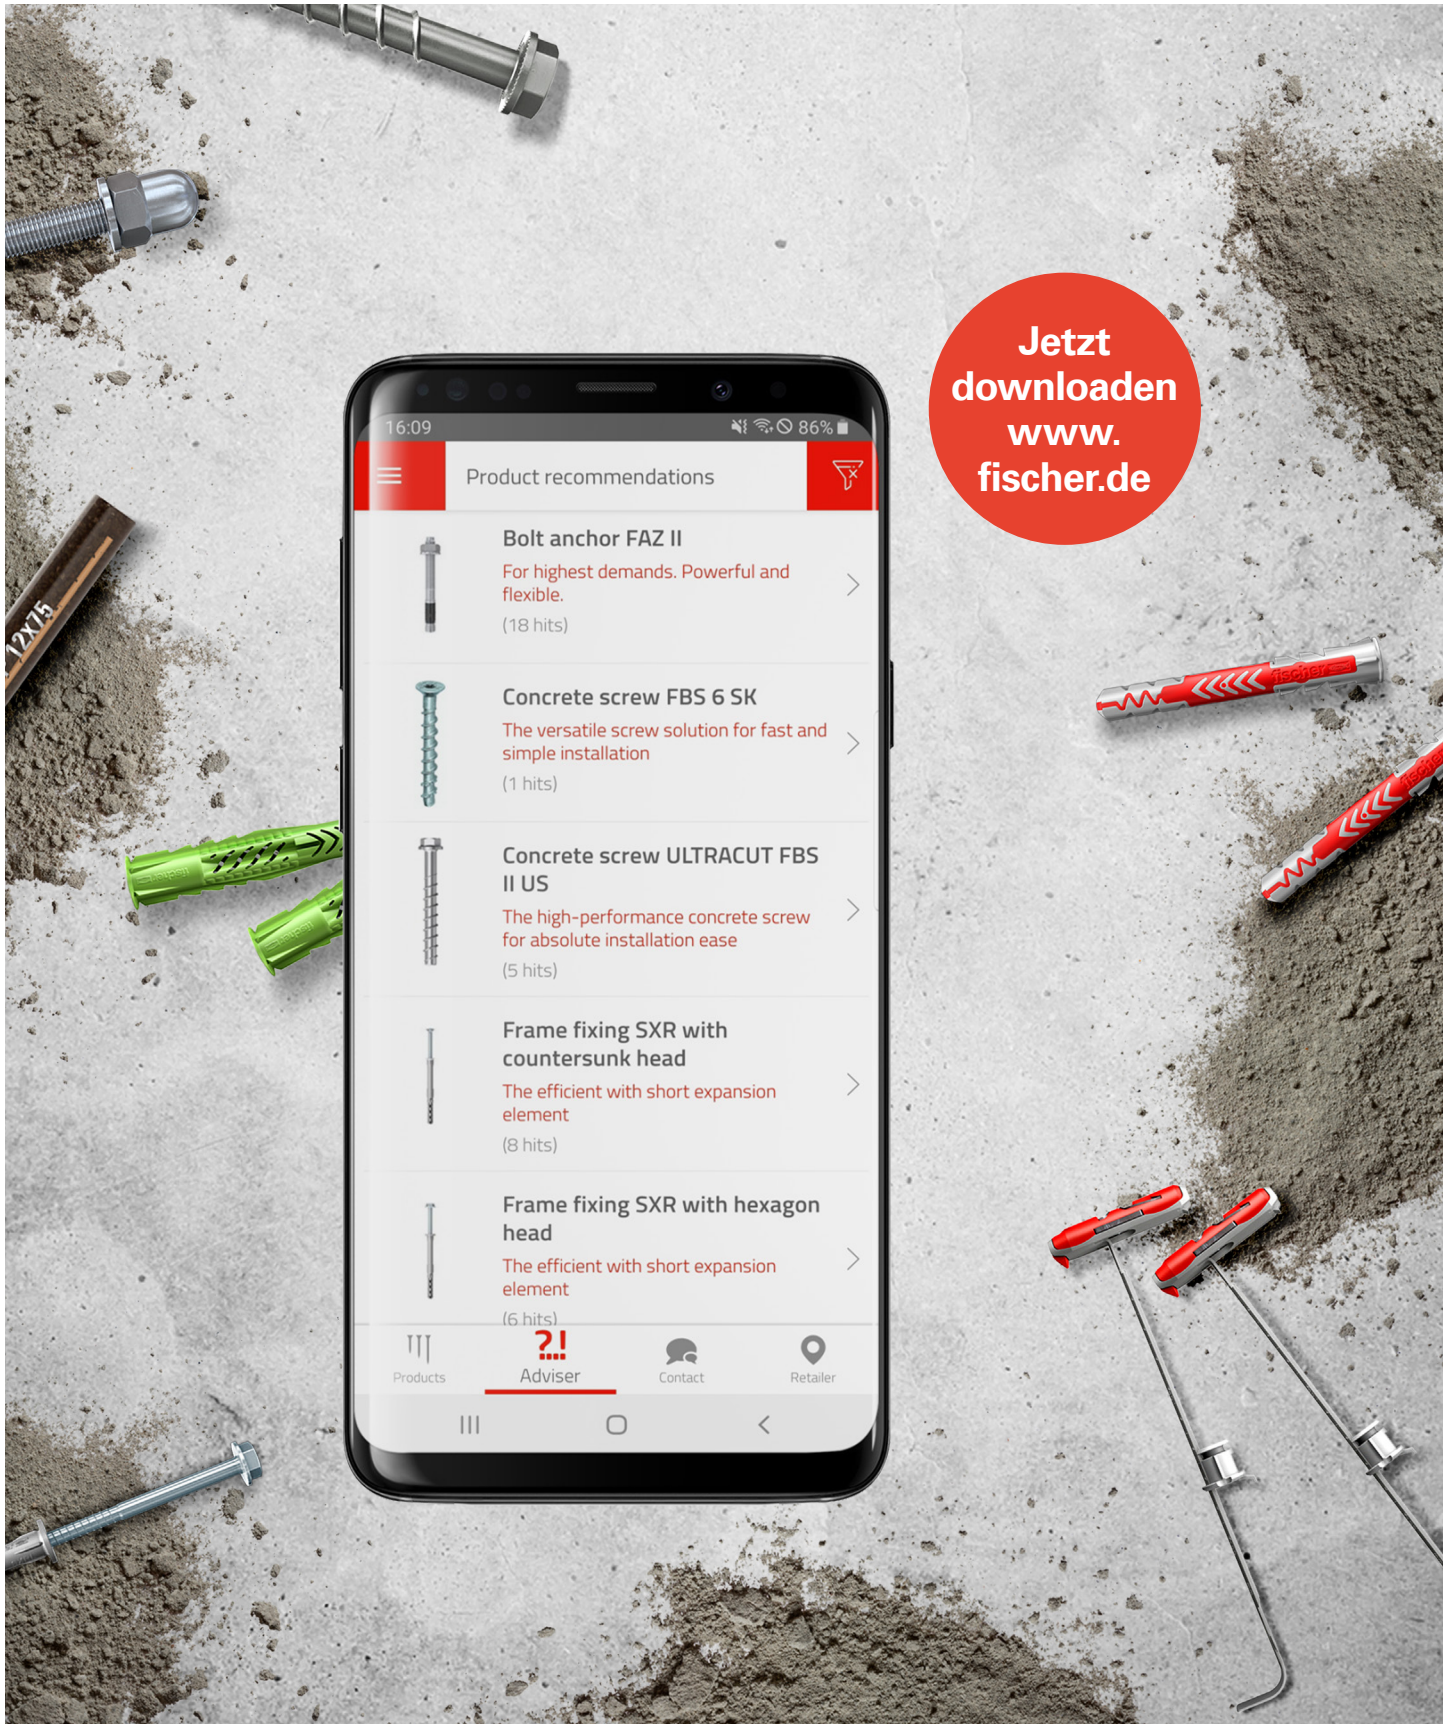 Jetzt
downloaden
www.
fischer.de
16:09
86%
Product recommendations
Bolt anchor FAZ II
For highest demands. Powerful and
flexible.
(18 hits)
Concrete screw FBS 6 SK
The versatile screw solution for fast and
simple installation
(1 hits)
Concrete screw ULTRACUT FBS
II US
The high-performance concrete screw
for absolute installation ease
(5 hits)
Frame fixing SXR with
countersunk head
The efficient with short expansion
element
(8 hits)
Frame fixing SXR with hexagon
head
The efficient with short expansion
element
(6 hits)
?...!
Products
Adviser
Contact
Retailer
12X75
fischer
fischer
fischer
fischer